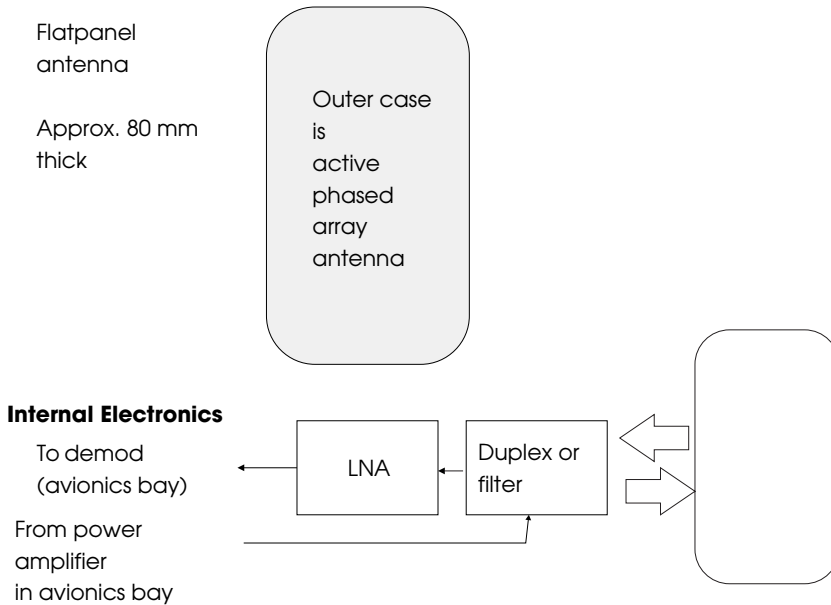 Flatpanel
antenna
Approx. 80 mm
thick
Outer case
is
active
phased
array
antenna
Internal Electronics
To demod
(avionics bay)
LNA
Duplex or
filter
From power
amplifier
in avionics bay